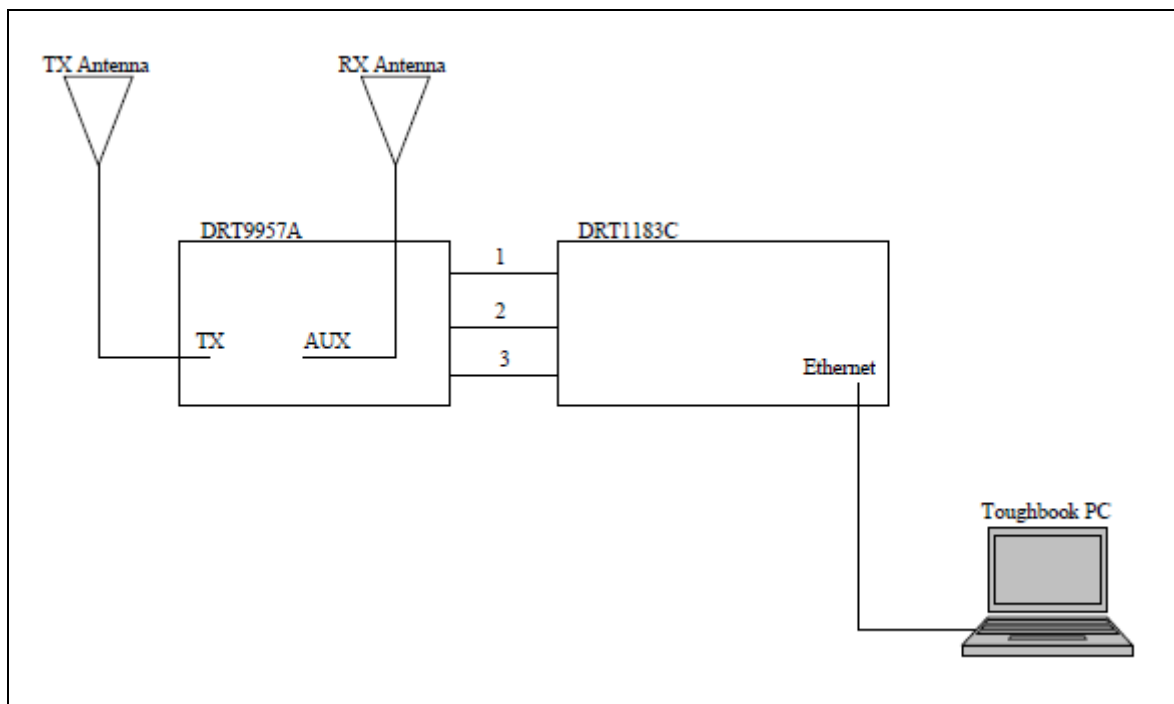 TX Antenna
RX Antenna
DRT9957A
DRT1183C
1
2
TX
AUX
3
Ethernet
Toughbook PC